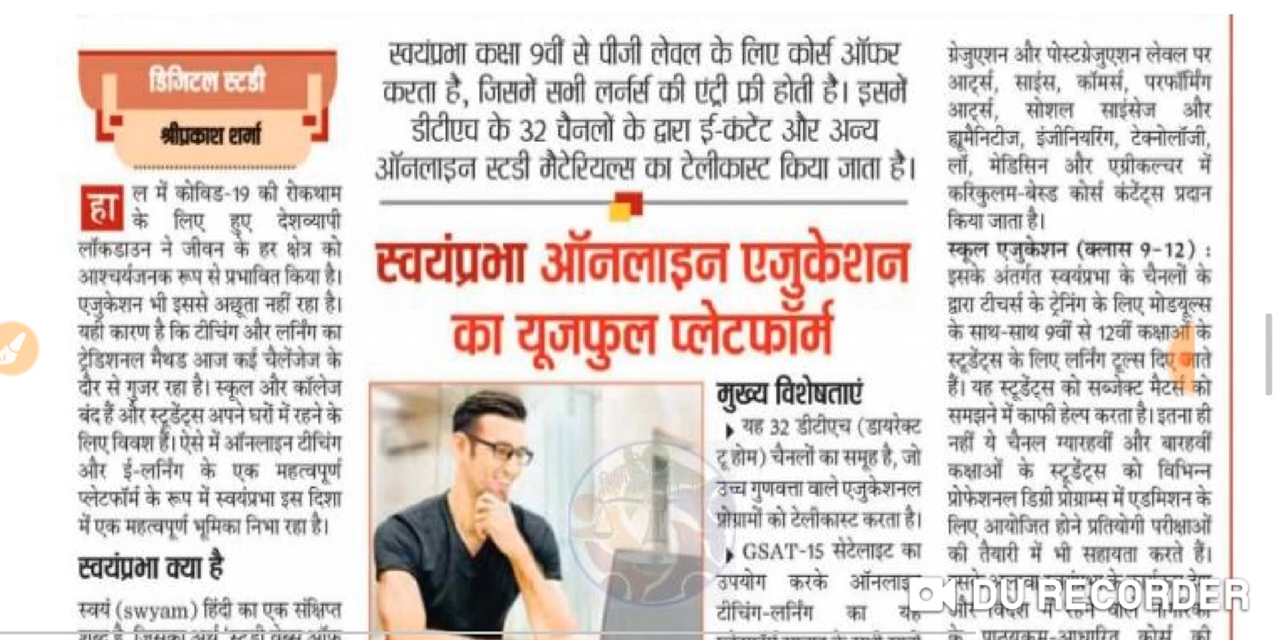 डिजिटल स्टडी
श्रीप्रकाश शर्मा
हाल में कोविड-19 की रोकथाम
के लिए हुए देशव्यापी
लॉकडाउन ने जीवन के हर क्षेत्र को
आश्चर्यजनक रूप से प्रभावित किया है।
एजुकेशन भी इससे अछूता नहीं रहा है।
यही कारण है कि टीचिंग और लर्निंग का
ट्रेडिशनल मैथड आज कई चैलेंजेज के
दौर से गुजर रहा है। स्कूल और कॉलेज
बंद हैं और स्टूडेंट्स अपने घरों में रहने के
लिए विवश हैं। ऐसे में ऑनलाइन टीचिंग
और ई-लर्निंग के एक महत्वपूर्ण
प्लेटफॉर्म के रूप में स्वयंप्रभा इस दिशा
में एक महत्वपूर्ण भूमिका निभा रहा है।
स्वयंप्रभा क्या है
स्वयं (swyam) हिंदी का एक संक्षिप्त
स्वयंप्रभा कक्षा 9वीं से पीजी लेवल के लिए कोर्स ऑफर
करता है, जिसमें सभी लर्नर्स की एंट्री फ्री होती है। इसमें
डीटीएच के 32 चैनलों के द्वारा ई-कंटेंट और अन्य
ऑनलाइन स्टडी मैटेरियल्स का टेलीकास्ट किया जाता है।
स्वयंप्रभा ऑनलाइन एजुकेशन
का यूजफुल प्लेटफॉर्म
मुख्य विशेषताएं
यह 32 डीटीएच (डायरेक्ट
टू होम) चैनलों का समूह है, जो
उच्च गुणवत्ता वाले एजुकेशनल
प्रोग्रामों को टेलीकास्ट करता है।
GSAT-15 सेटेलाइट का
उपयोग करके ऑनलाइन
टीचिंग-लर्निंग का यह
ग्रेजुएशन और पोस्टग्रेजुएशन लेवल पर
आर्ट्स, साइंस, कॉमर्स, परफॉर्मिंग
आर्ट्स, सोशल साइंसेज और
ह्यूमैनिटीज, इंजीनियरिंग, टेक्नोलॉजी,
लॉ, मेडिसिन और एग्रीकल्चर में
करिकुलम-बेस्ड कोर्स कंटेंट्स प्रदान
किया जाता है।
स्कूल एजुकेशन (क्लास 9-12) :
इसके अंतर्गत स्वयंप्रभा के चैनलों के
द्वारा टीचर्स के ट्रेनिंग के लिए मोड्यूल्स
के साथ-साथ 9वीं से 12वीं कक्षाओं के
स्टूडेंट्स के लिए लर्निंग टूल्स दिए जाते
हैं। यह स्टूडेंट्स को सब्जेक्ट मैटर्स को
समझने में काफी हेल्प करता है। इतना ही
नहीं ये चैनल ग्यारहवीं और बारहवीं
कक्षाओं के स्टूडेंट्स को विभिन्न
प्रोफेशनल डिग्री प्रोग्राम्स में एडमिशन के
लिए आयोजित होने प्रतियोगी परीक्षाओं
की तैयारी में भी सहायता करते हैं।
DU RECORDER